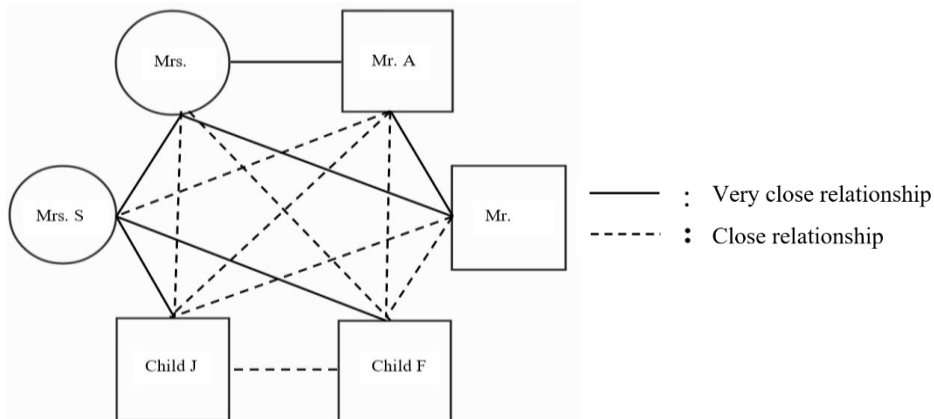 Mrs.
Mr. A
Mrs. S
Mr.
: Very close relationship
: Close relationship
Child J
Child F